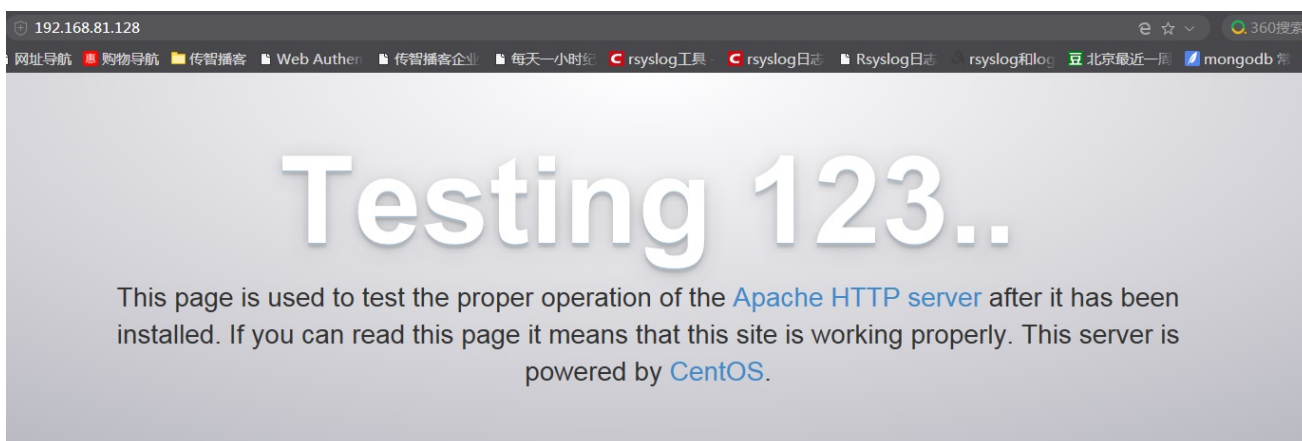 192.168.81.128
360搜索
网址导航 购物导航 传智播客 Web Authen 传智播客企业 每天一小时纪 rsyslog工具 - rsyslog日志 Rsyslog日志 rsyslog和log 北京最近一周 mongodb 常
Testing 123..
This page is used to test the proper operation of the Apache HTTP server after it has been
installed. If you can read this page it means that this site is working properly. This server is
powered by CentOS.